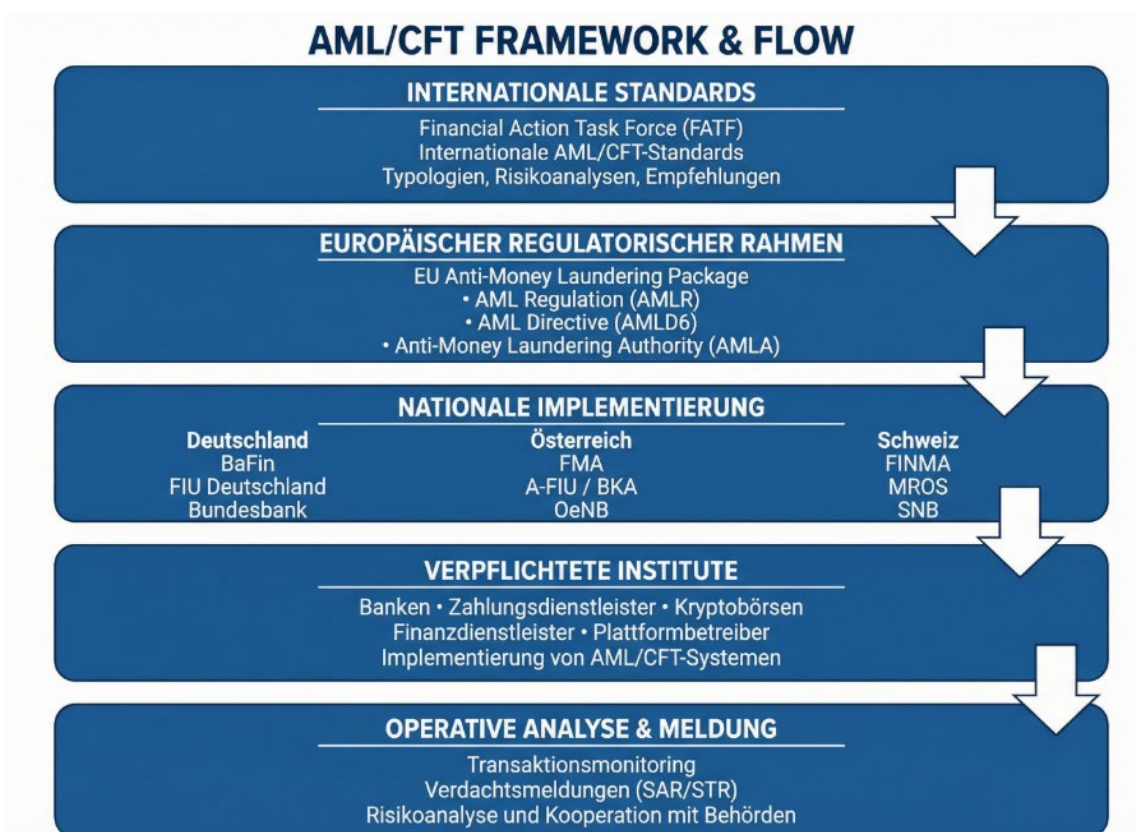 AML/CFT FRAMEWORK & FLOW
INTERNATIONALE STANDARDS
Financial Action Task Force (FATF)
Internationale AML/CFT-Standards
Typologien, Risikoanalysen, Empfehlungen
EUROPÄISCHER REGULATORISCHER RAHMEN
EU Anti-Money Laundering Package
• AML Regulation (AMLR)
• AML Directive (AMLD6)
• Anti-Money Laundering Authority (AMLA)
NATIONALE IMPLEMENTIERUNG
Deutschland
BaFin
FIU Deutschland
Bundesbank
Österreich
FMA
A-FIU / BKA
OeNB
Schweiz
FINMA
MROS
SNB
VERPFLICHTETE INSTITUTE
Banken • Zahlungsdienstleister • Kryptobörsen
Finanzdienstleister • Plattformbetreiber
Implementierung von AML/CFT-Systemen
OPERATIVE ANALYSE & MELDUNG
Transaktionsmonitoring
Verdachtsmeldungen (SAR/STR)
Risikoanalyse und Kooperation mit Behörden